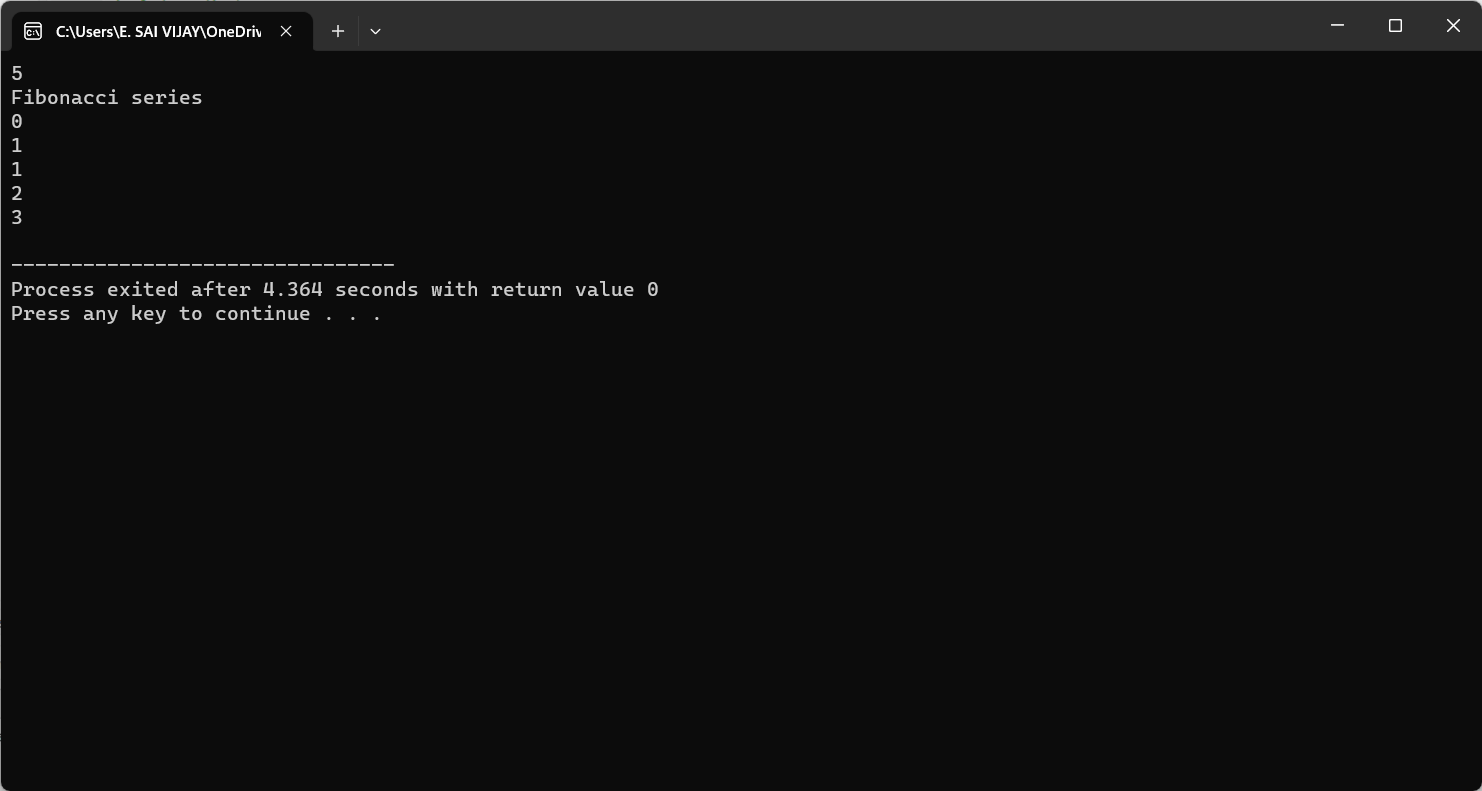 C:\Users\E. SAI VIJAY\OneDriv
5
Fibonacci series
0
1
1
2
3
--------------------------------
Process exited after 4.364 seconds with return value 0
Press any key to continue . . .